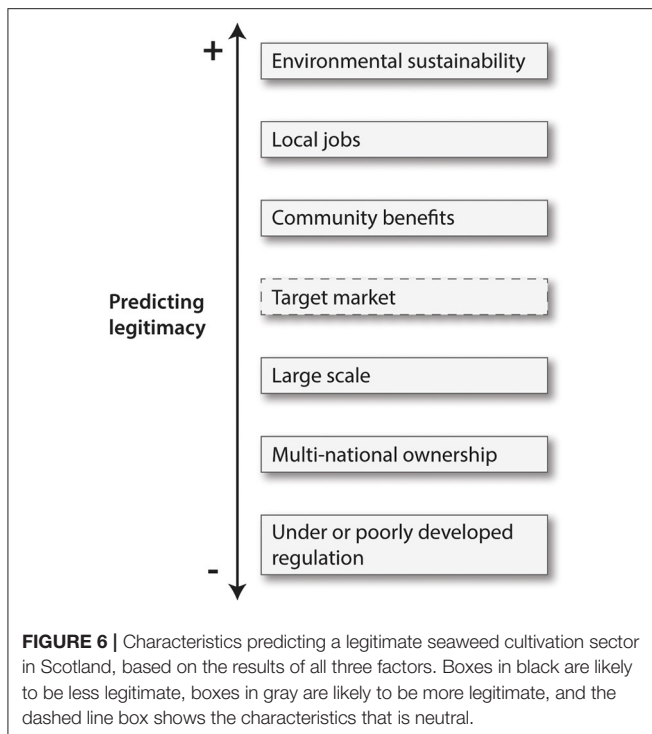 +
Environmental sustainability
Local jobs
Community benefits
Target market
Predicting
legitimacy
Large scale
Multi-national ownership
Under or poorly developed
regulation
-
FIGURE 6 | Characteristics predicting a legitimate seaweed cultivation sector
in Scotland, based on the results of all three factors. Boxes in black are likely
to be less legitimate, boxes in gray are likely to be more legitimate, and the
dashed line box shows the characteristics that is neutral.